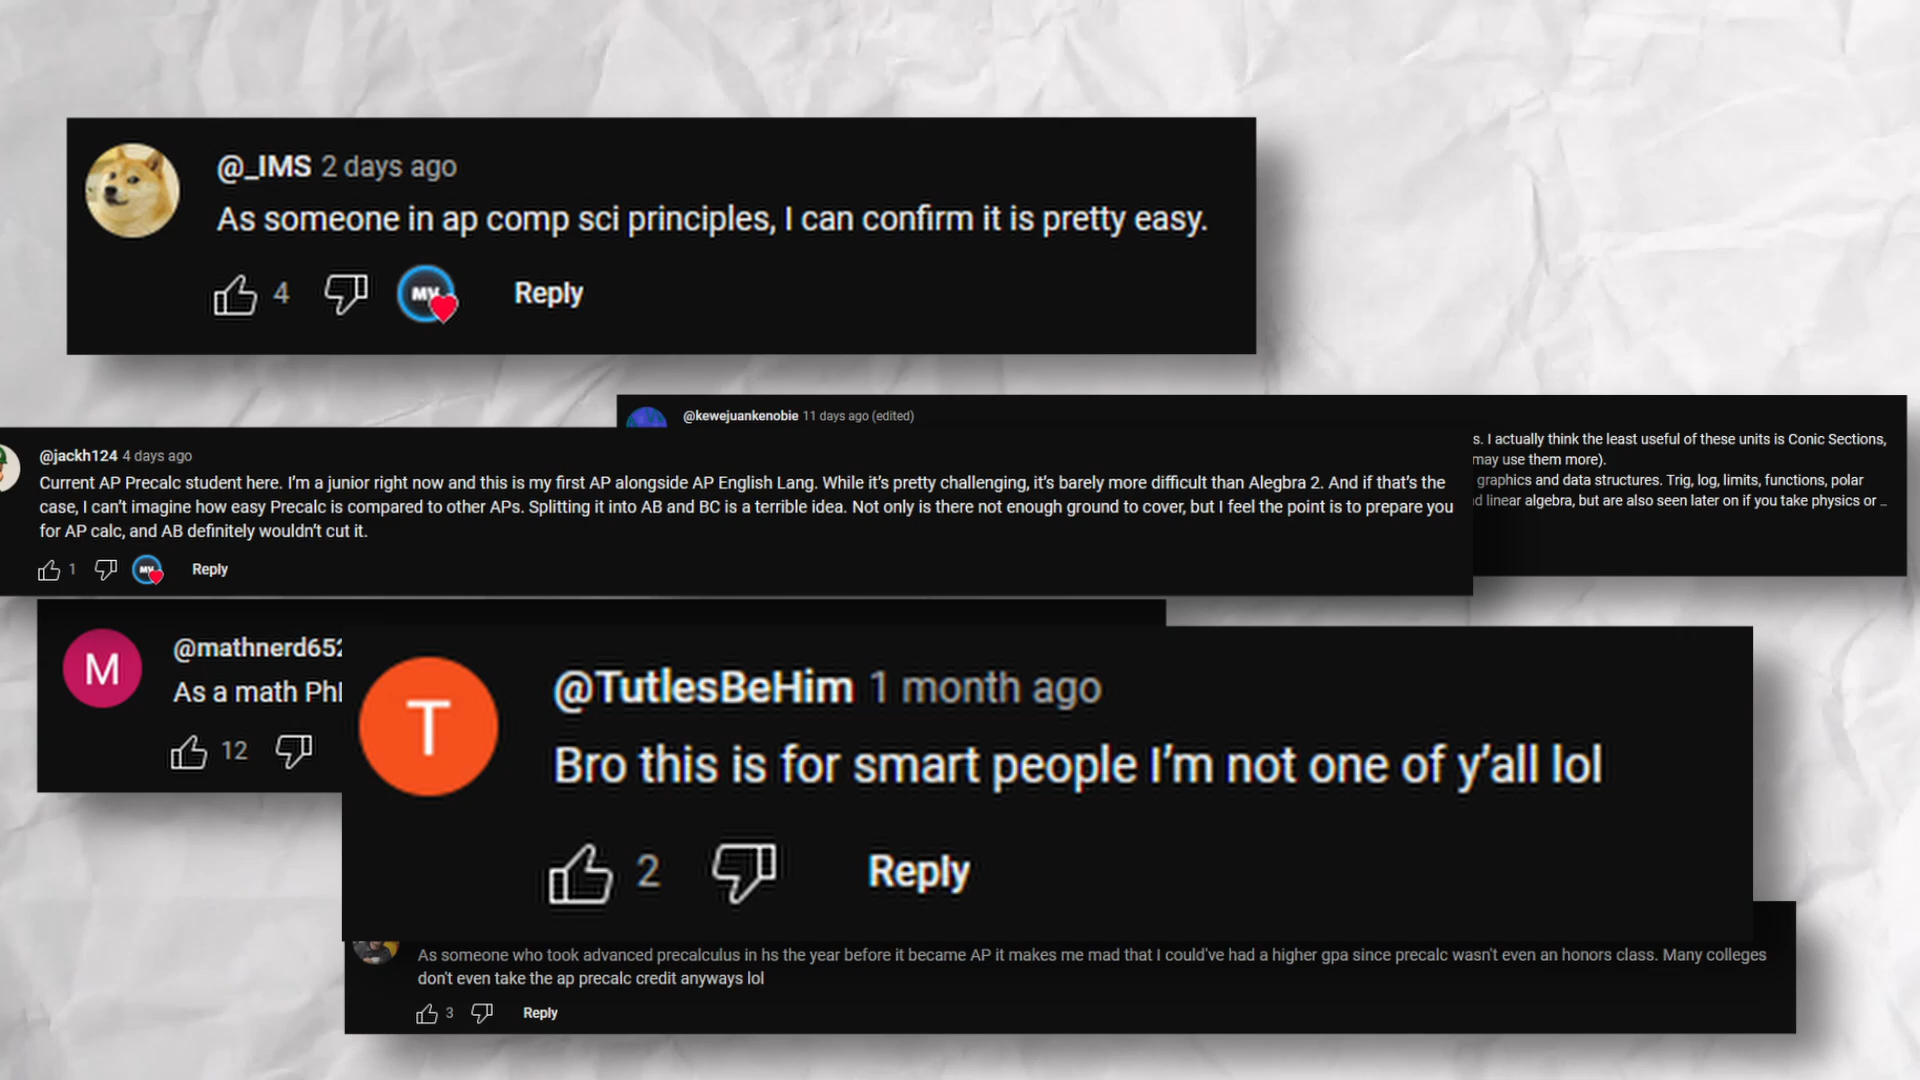 @_IMS 2 days ago
As someone in ap comp sci principles, I can confirm it is pretty easy.
4
MV
Reply
@kewejuankenobie 11 days ago (edited)
s. I actually think the least useful of these units is Conic Sections,
may use them more).
graphics and data structures. Trig, log, limits, functions, polar
d linear algebra, but are also seen later on if you take physics or ...
@jackh124 4 days ago
Current AP Precalc student here. I'm a junior right now and this is my first AP alongside AP English Lang. While it's pretty challenging, it's barely more difficult than Alegbra 2. And if that's the
case, I can't imagine how easy Precalc is compared to other APs. Splitting it into AB and BC is a terrible idea. Not only is there not enough ground to cover, but I feel the point is to prepare you
for AP calc, and AB definitely wouldn't cut it.
1
MV
Reply
M
@mathnerd652
As a math Ph
12
T
@TutlesBeHim 1 month ago
Bro this is for smart people I'm not one of y'all lol
2
Reply
As someone who took advanced precalculus in hs the year before it became AP it makes me mad that I could've had a higher gpa since precalc wasn't even an honors class. Many colleges
don't even take the ap precalc credit anyways lol
3
Reply